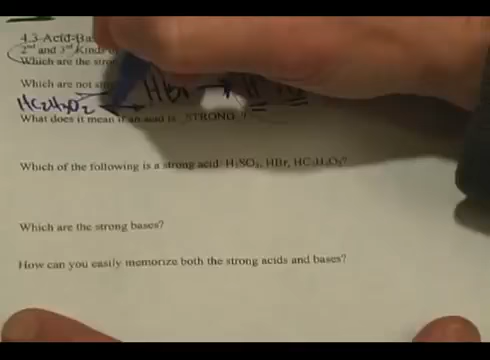 4.3 Acid-Ba
2nd and 3rd Kinds
Which are the stron
Which are not str
HC2H3O2 HBr → H
What does it mean if an acid is "STRONG"?
Which of the following is a strong acid H2SO3, HBr, HC2H3O2?
Which are the strong bases?
How can you easily memorize both the strong acids and bases?